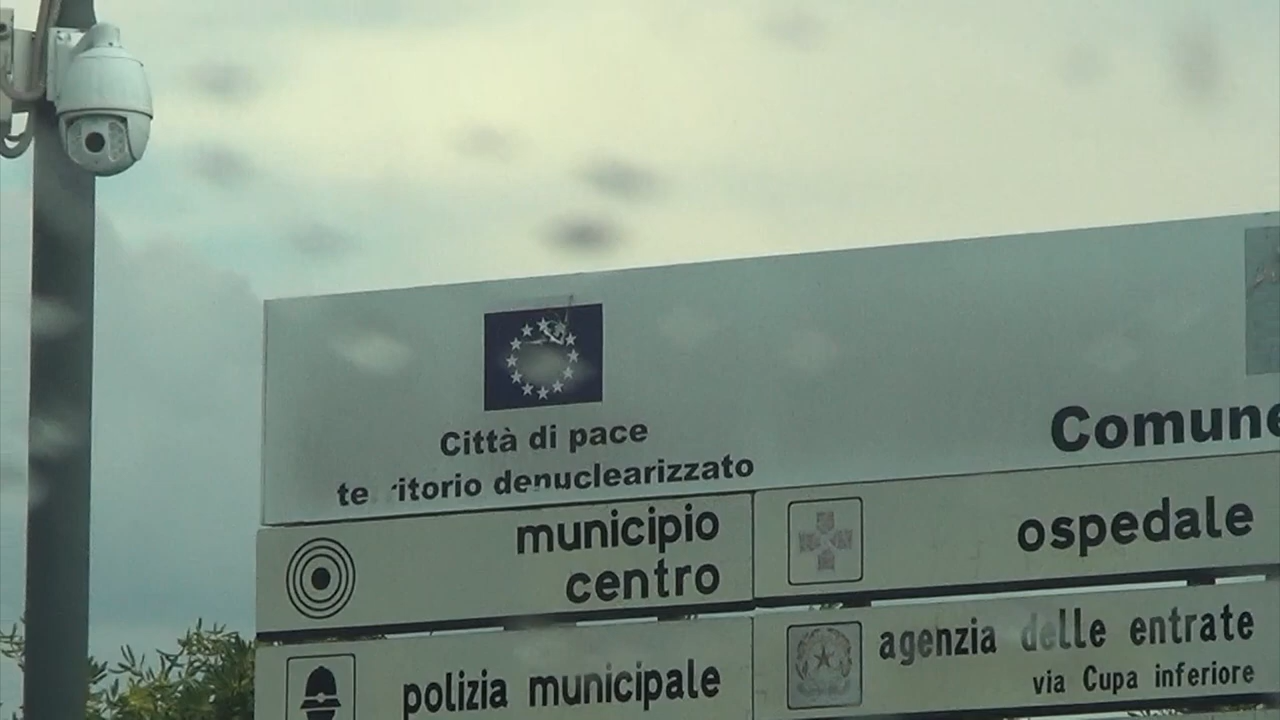 Città di pace
territorio denuclearizzato
Comune
municipio
centro
ospedale
polizia municipale
agenzia delle entrate
via Cupa inferiore